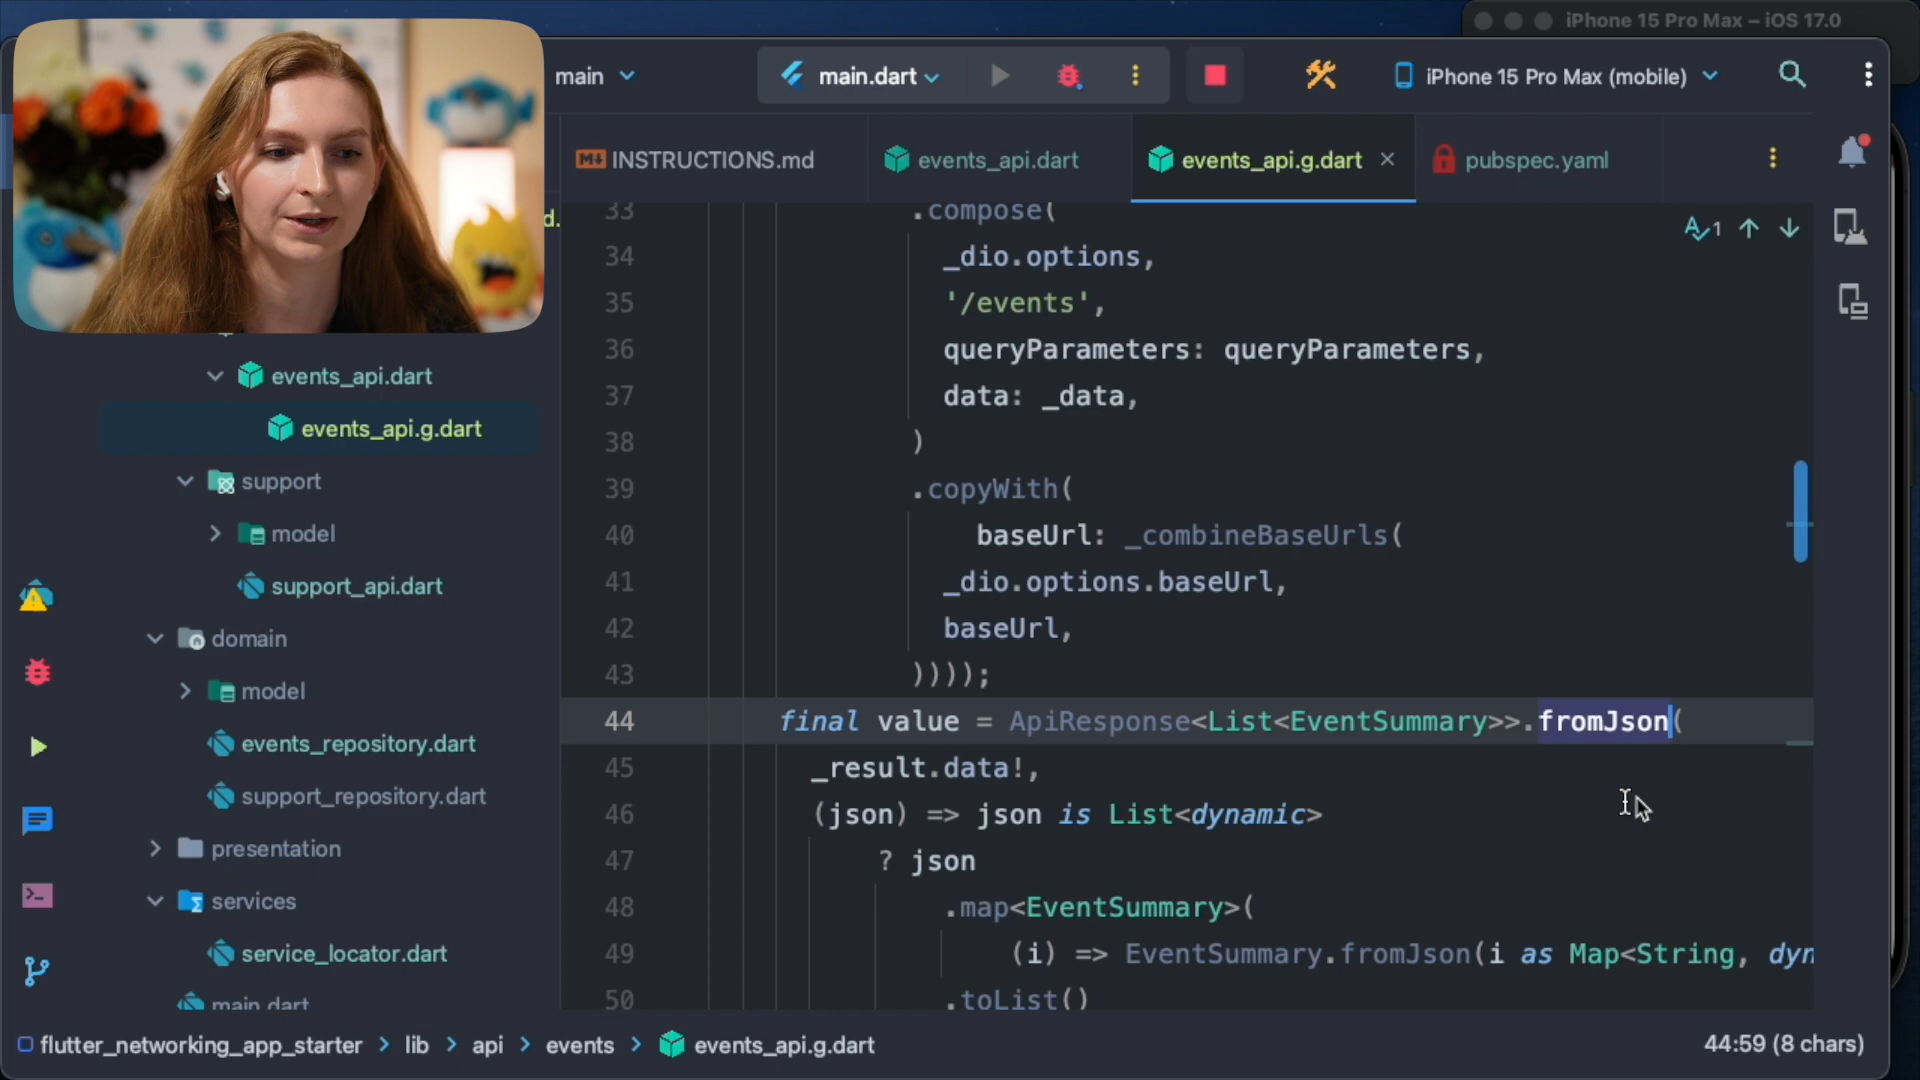 iPhone 15 Pro Max – iOS 17.0
main
main.dart
iPhone 15 Pro Max (mobile)
INSTRUCTIONS.md
events_api.dart
events_api.g.dart
pubspec.yaml
d.
events_api.dart
events_api.g.dart
support
model
support_api.dart
domain
model
events_repository.dart
support_repository.dart
presentation
services
service_locator.dart
main.dart
1
33 .compose(
34 _dio.options,
35 '/events',
36 queryParameters: queryParameters,
37 data: _data,
38 )
39 .copyWith(
40 baseUrl: _combineBaseUrls(
41 _dio.options.baseUrl,
42 baseUrl,
43 ))));
44 final value = ApiResponse<List<EventSummary>>.fromJson(
45 _result.data!,
46 (json) => json is List<dynamic>
47 ? json
48 .map<EventSummary>(
49 (i) => EventSummary.fromJson(i as Map<String, dyn
50 .toList()
flutter_networking_app_starter > lib > api > events > events_api.g.dart
44:59 (8 chars)